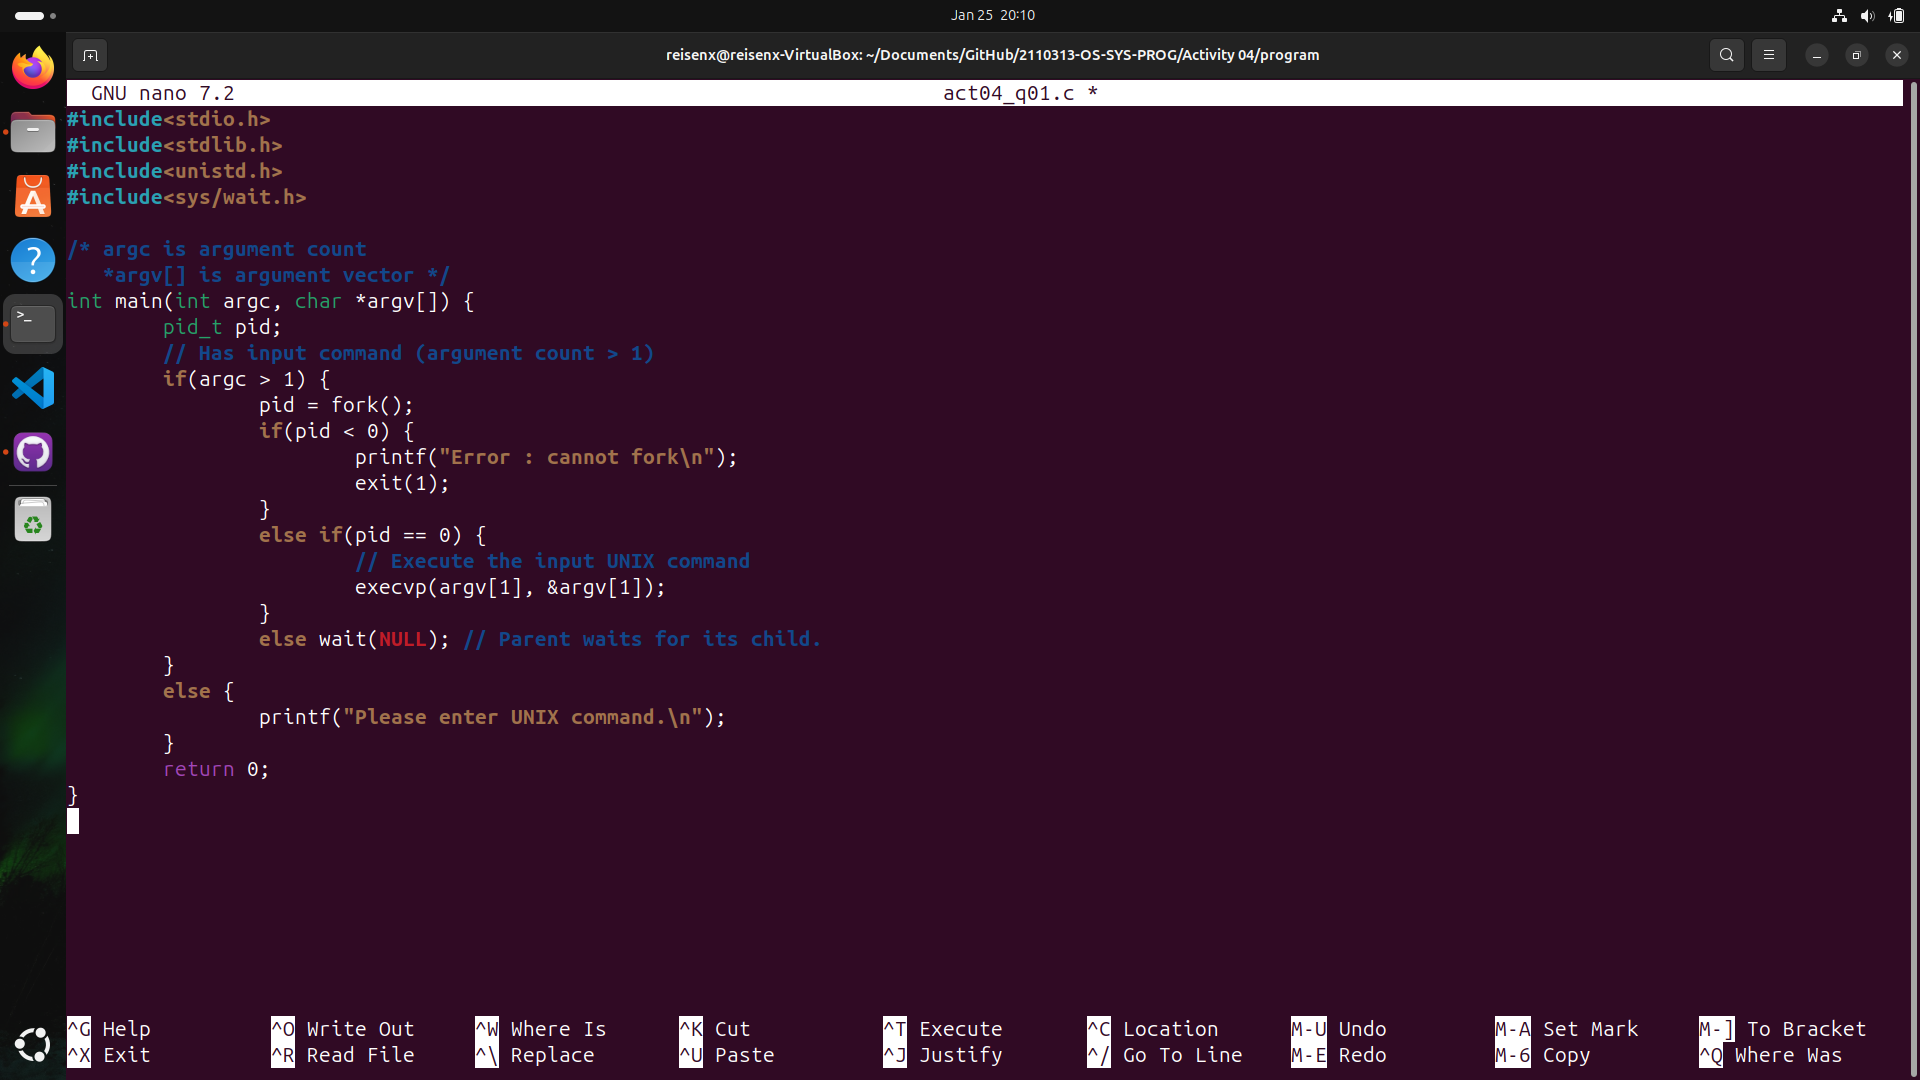 Jan 25 20:10
reisenx@reisenx-VirtualBox: ~/Documents/GitHub/2110313-OS-SYS-PROG/Activity 04/program
GNU nano 7.2 act04_q01.c *
#include<stdio.h>
#include<stdlib.h>
#include<unistd.h>
#include<sys/wait.h>

/* argc is argument count
   *argv[] is argument vector */
int main(int argc, char *argv[]) {
        pid_t pid;
        // Has input command (argument count > 1)
        if(argc > 1) {
                pid = fork();
                if(pid < 0) {
                        printf("Error : cannot fork\n");
                        exit(1);
                }
                else if(pid == 0) {
                        // Execute the input UNIX command
                        execvp(argv[1], &argv[1]);
                }
                else wait(NULL); // Parent waits for its child.
        }
        else {
                printf("Please enter UNIX command.\n");
        }
        return 0;
}
^G Help ^O Write Out ^W Where Is ^K Cut ^T Execute ^C Location M-U Undo M-A Set Mark M-] To Bracket
^X Exit ^R Read File ^\ Replace ^U Paste ^J Justify ^/ Go To Line M-E Redo M-6 Copy ^Q Where Was